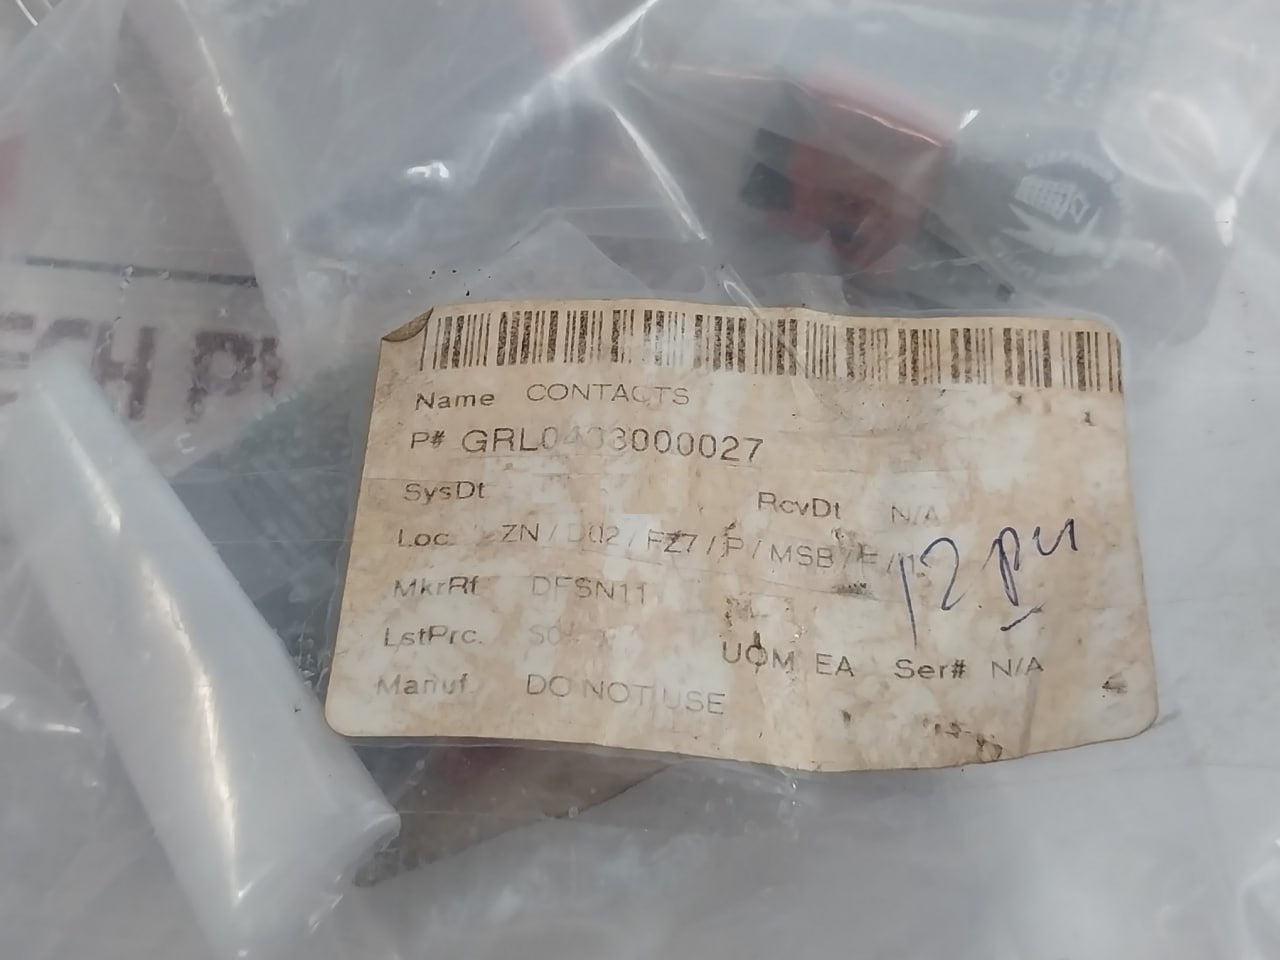 Name CONTACTS
P# GRL0403000027
SysDt RcvDt N/A
Loc. ZN / D02 / FZ7 / P / MSB / F /
12
MkrRf DFSN11
LstPrc.
UOM EA Ser# N/A
Manuf. DO NOT USE